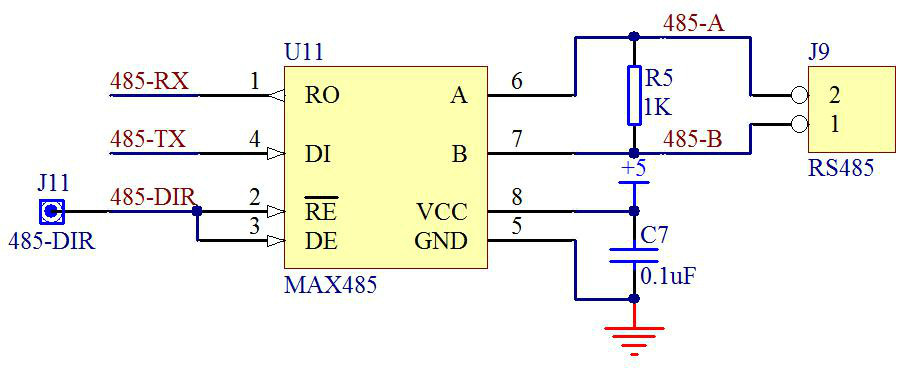 U11
485-A
J9
485-RX
1
RO
A
6
R5
1K
2
1
485-TX
4
DI
B
7
485-B
RS485
+5
J11
485-DIR
2
RE
VCC
8
485-DIR
3
DE
GND
5
C7
0.1uF
MAX485